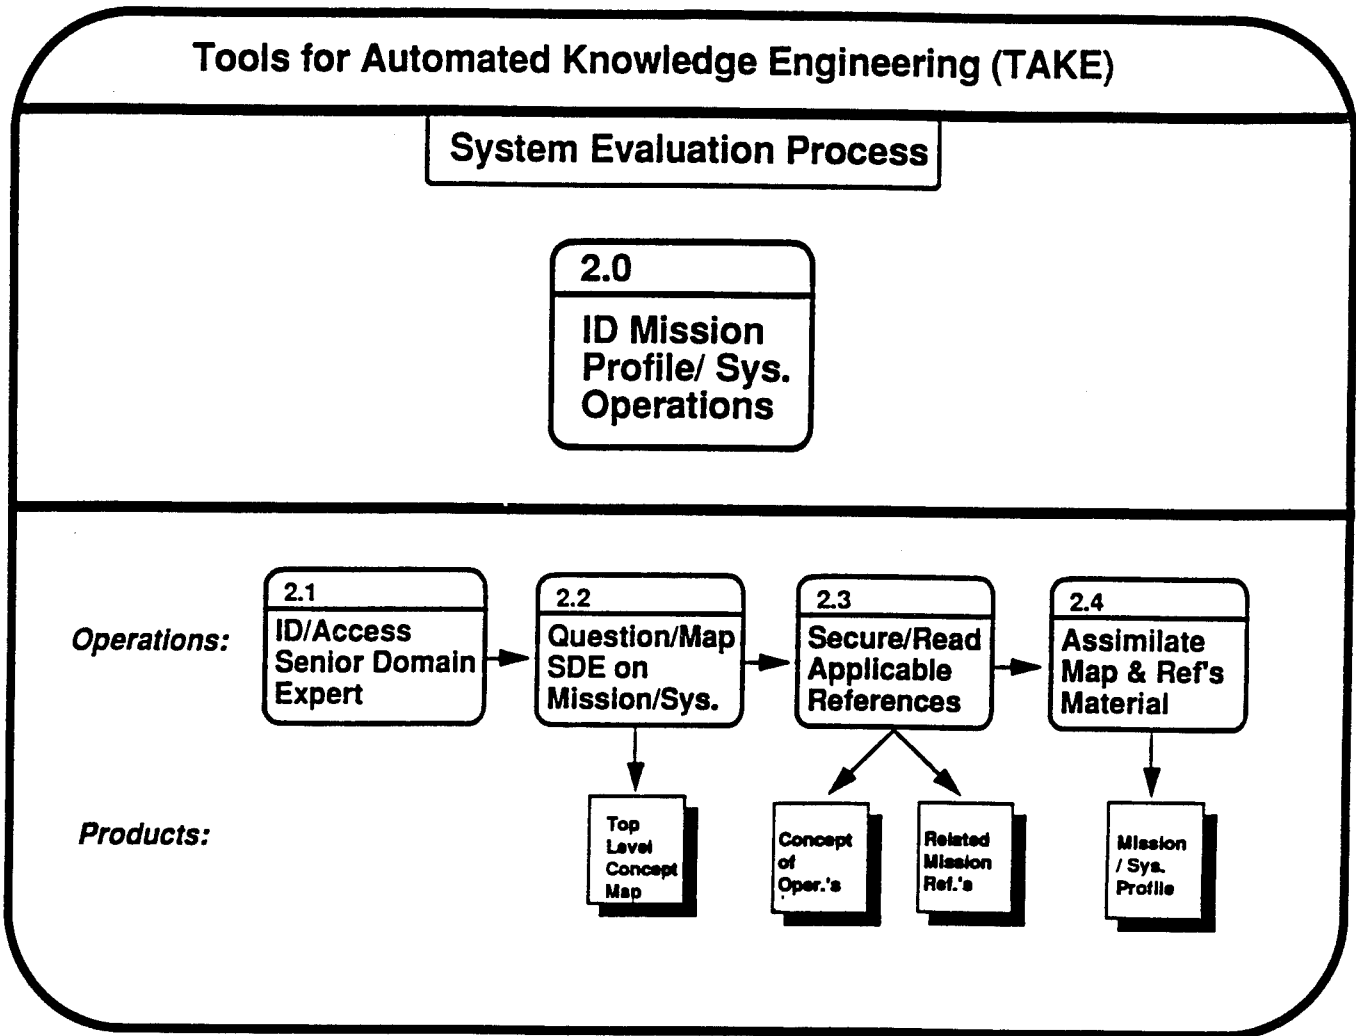 Tools for Automated Knowledge Engineering (TAKE)
System Evaluation Process
2.0
ID Mission
Profile/ Sys.
Operations
Operations:
2.1
ID/Access
Senior Domain
Expert
2.2
Question/Map
SDE on
Mission/Sys.
2.3
Secure/Read
Applicable
References
2.4
Assimilate
Map & Ref's
Material
Products:
Top
Level
Concept
Map
Concept
of
Oper.'s
Related
Mission
Ref.'s
Mission
/ Sys.
Profile